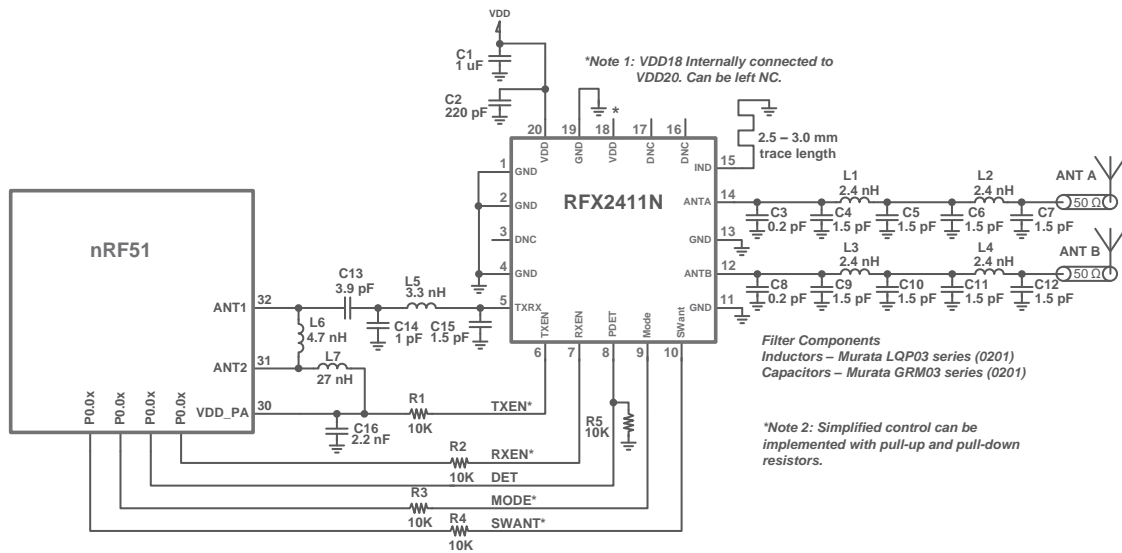 VDD
C1
1 uF
C2
220 pF
*Note 1: VDD18 Internally connected to
VDD20. Can be left NC.
*
20
19
18
17
16
VDD
GND
VDD
DNC
DNC
2.5 – 3.0 mm
trace length
15
IND
1
GND
2
GND
3
DNC
4
GND
5
TXRX
RFX2411N
14
ANTA
13
GND
12
ANTB
11
GND
TXEN
RXEN
PDET
Mode
SWant
6
7
8
9
10
L1
2.4 nH
L2
2.4 nH
ANT A
50 Ω
C3
0.2 pF
C4
1.5 pF
C5
1.5 pF
C6
1.5 pF
C7
1.5 pF
L3
2.4 nH
L4
2.4 nH
ANT B
50 Ω
C8
0.2 pF
C9
1.5 pF
C10
1.5 pF
C11
1.5 pF
C12
1.5 pF
nRF51
ANT1
32
ANT2
31
VDD_PA
30
P0.0x
P0.0x
P0.0x
P0.0x
C13
3.9 pF
L5
3.3 nH
C14
1 pF
C15
1.5 pF
L6
4.7 nH
L7
27 nH
C16
2.2 nF
R1
10K
TXEN*
R2
10K
RXEN*
DET
R3
10K
MODE*
R4
10K
SWANT*
R5
10K
Filter Components
Inductors – Murata LQP03 series (0201)
Capacitors – Murata GRM03 series (0201)
*Note 2: Simplified control can be
implemented with pull-up and pull-down
resistors.